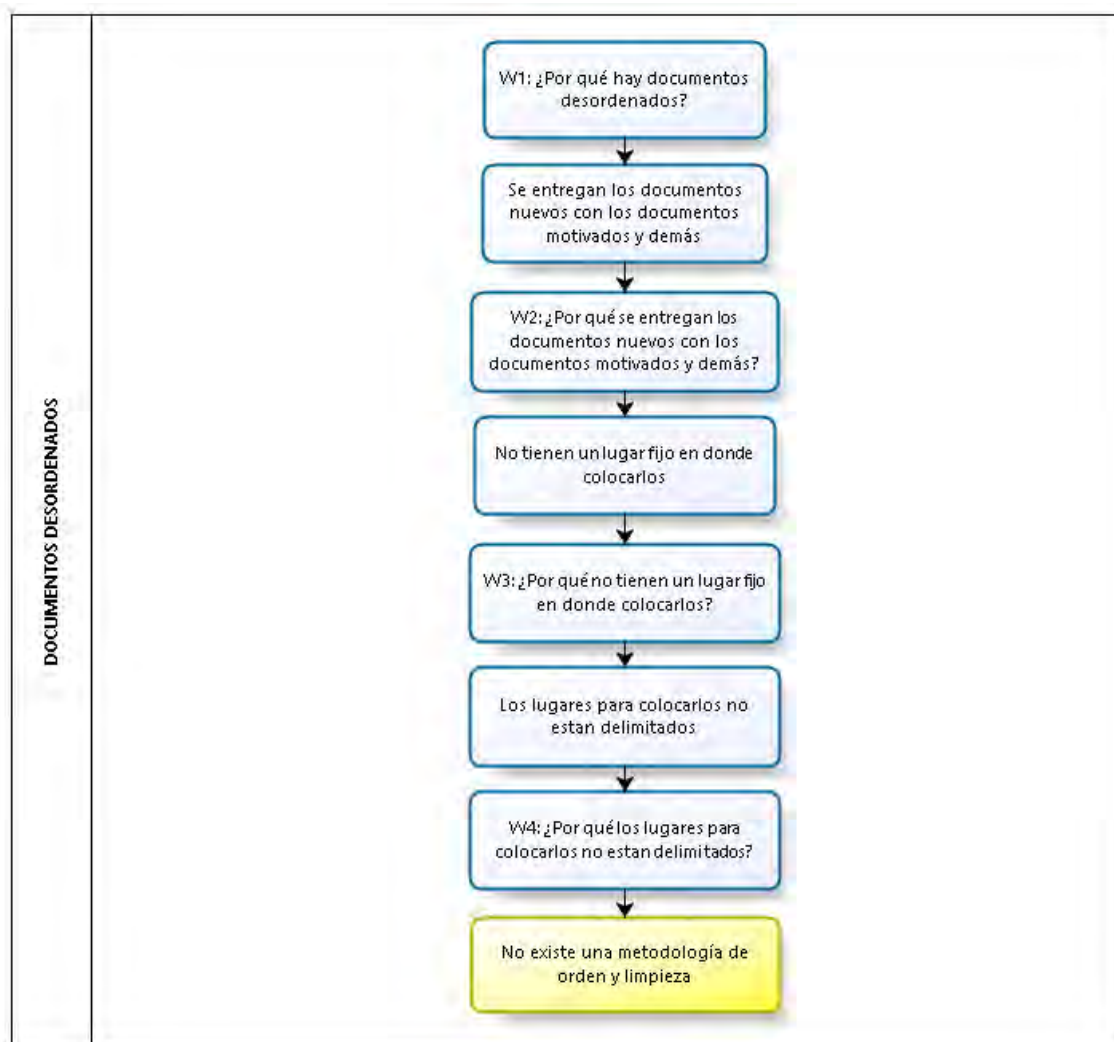 DOCUMENTOS DESORDENADOS
W1: ¿Por qué hay documentos
desordenados?
Se entregan los documentos
nuevos con los documentos
motivados y demás
W2: ¿Por qué se entregan los
documentos nuevos con los
documentos motivados y demás?
No tienen un lugar fijo en donde
colocarlos
W3: ¿Por qué no tienen un lugar fijo
en donde colocarlos?
Los lugares para colocarlos no
estan delimitados
W4: ¿Por qué los lugares para
colocarlos no estan delimitados?
No existe una metodología de
orden y limpieza